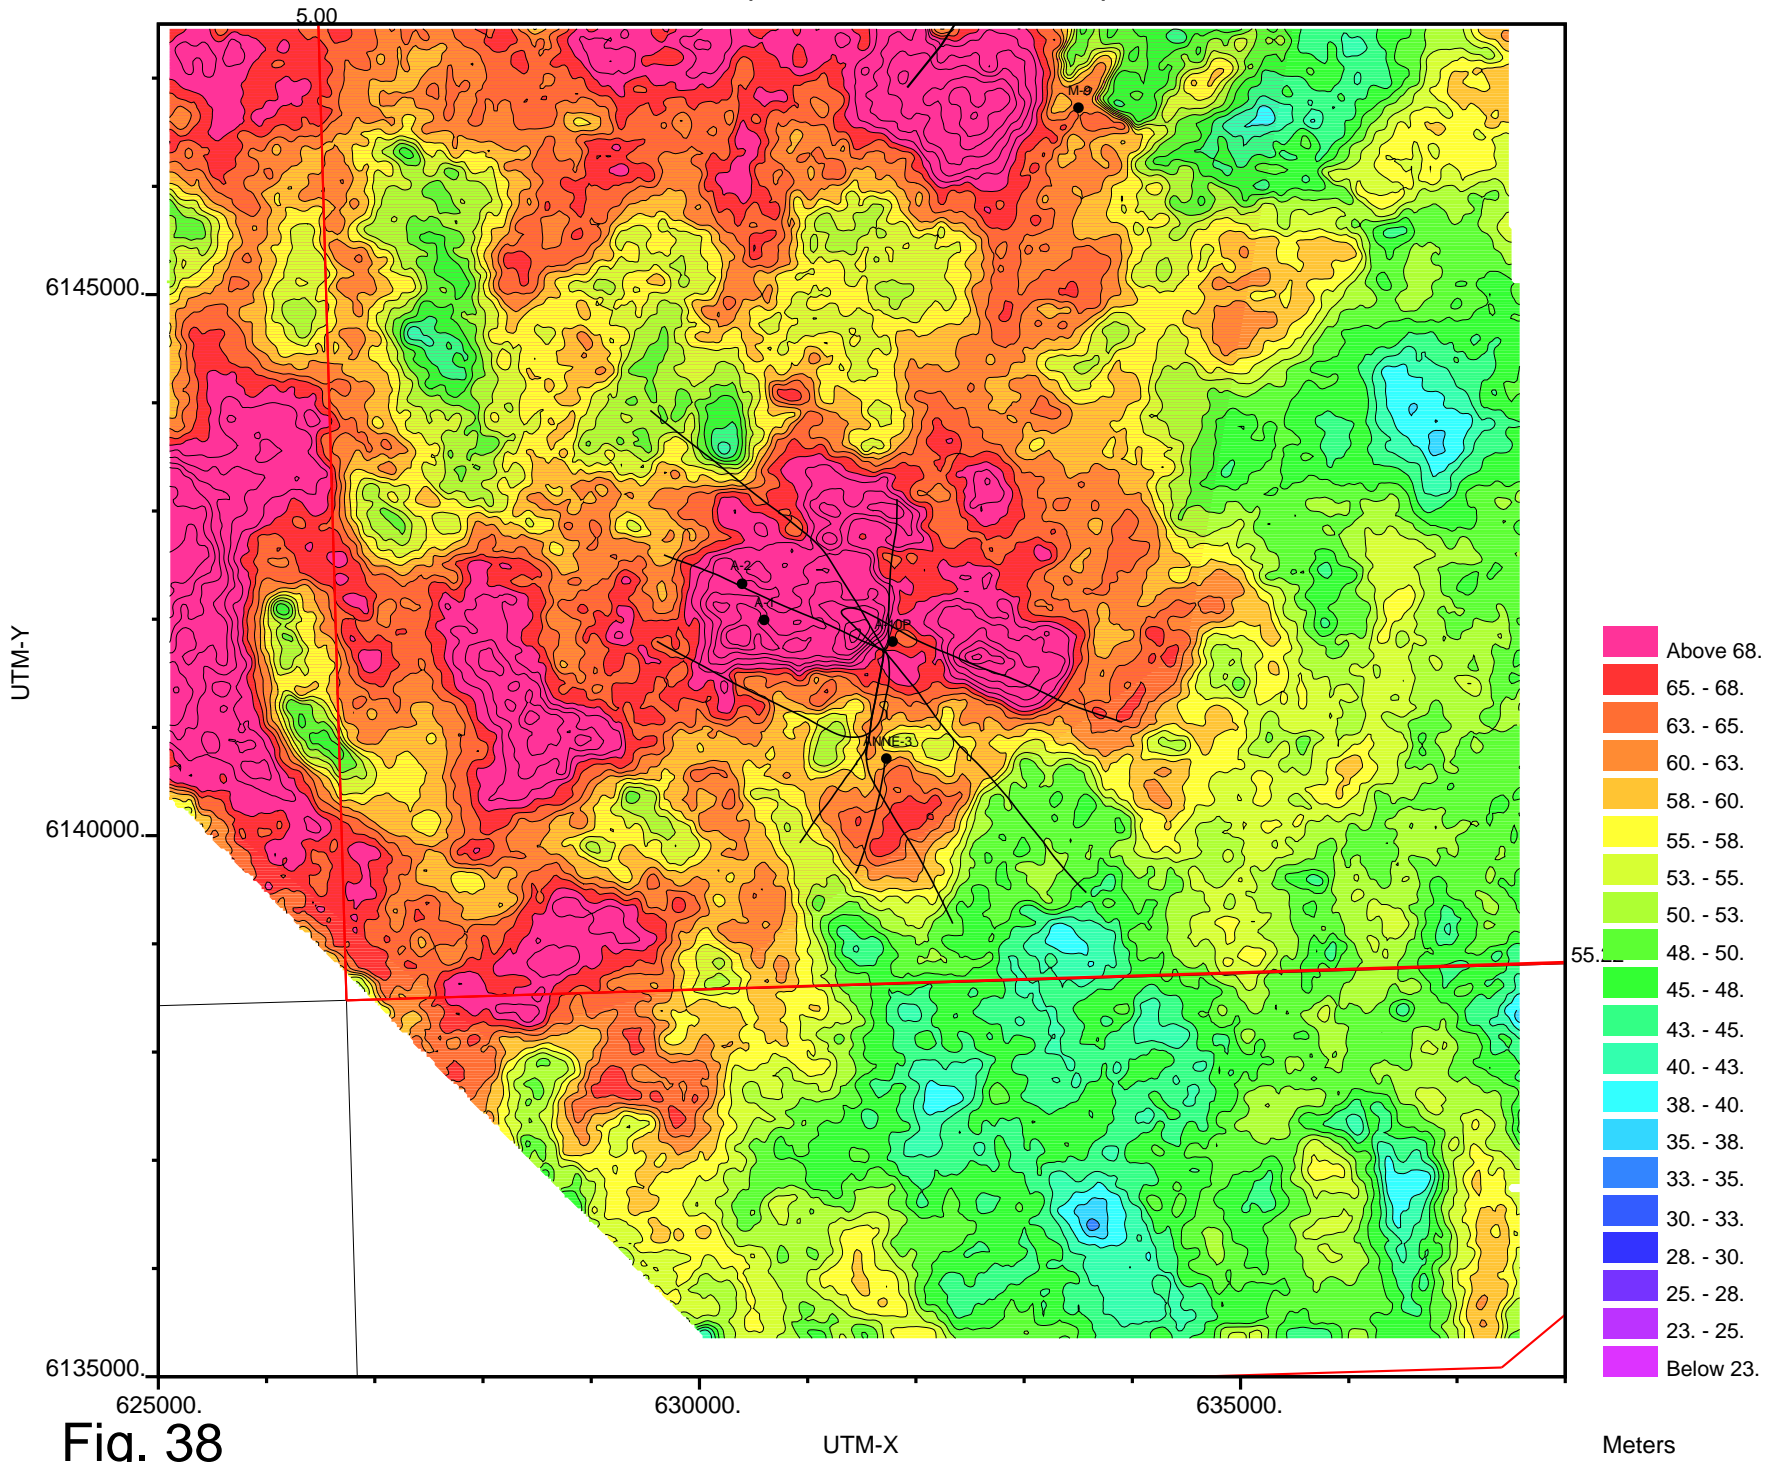 5.00
M-9
6145000.
A-2
A-1
UTM-Y
ANNE-3
6140000.
6135000.
625000.
630000.
635000.
UTM-X
Fig. 38
Above 68.
65. - 68.
63. - 65.
60. - 63.
58. - 60.
55. - 58.
53. - 55.
50. - 53.
48. - 50.
45. - 48.
43. - 45.
40. - 43.
38. - 40.
35. - 38.
33. - 35.
30. - 33.
28. - 30.
25. - 28.
23. - 25.
Below 23.
Meters